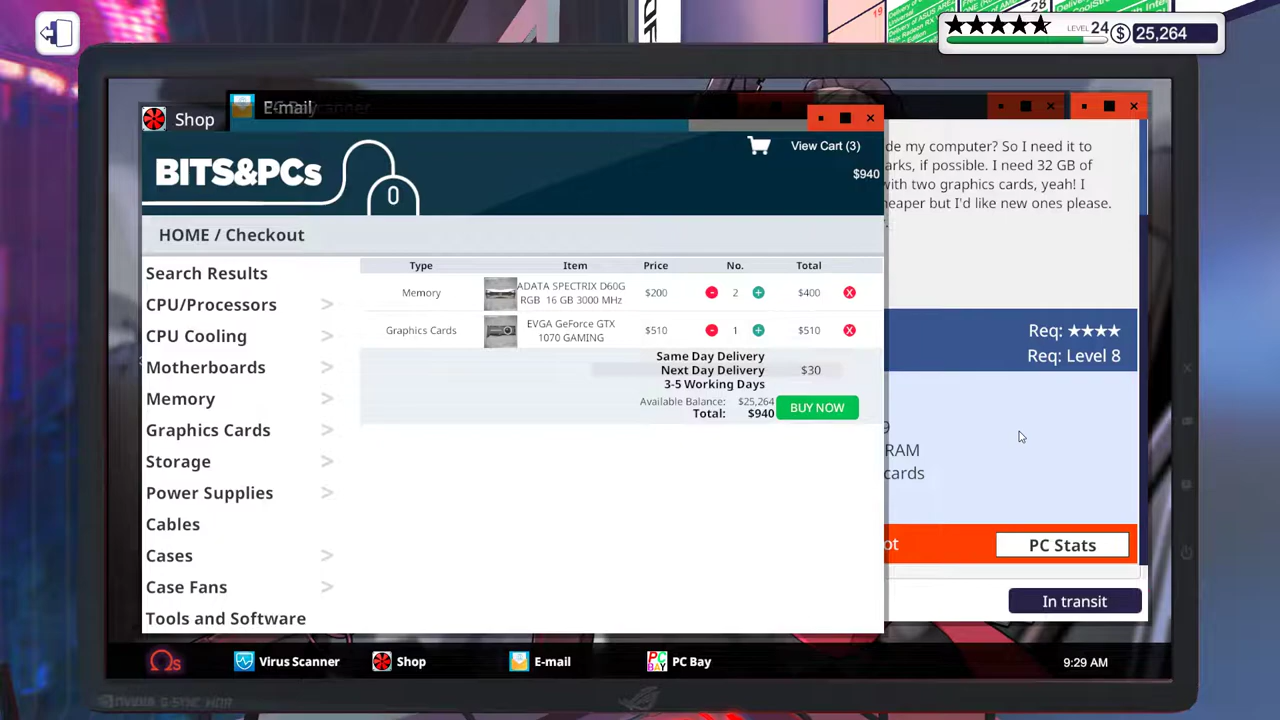 LEVEL 24
$ 25,264
E-mail
Shop
BITS&PCs
View Cart (3)
$940
de my computer? So I need it to
arks, if possible. I need 32 GB of
with two graphics cards, yeah! I
eaper but I'd like new ones please.
HOME / Checkout
Search Results
CPU/Processors >
CPU Cooling >
Motherboards >
Memory >
Graphics Cards >
Storage >
Power Supplies >
Cables
Cases >
Case Fans >
Tools and Software
Type Item Price No. Total
Memory ADATA SPECTRIX D60G RGB 16 GB 3000 MHz $200 - 2 + $400 X
Graphics Cards EVGA GeForce GTX 1070 GAMING $510 - 1 + $510 X
Same Day Delivery
Next Day Delivery $30
3-5 Working Days
Available Balance: $25,264
Total: $940
BUY NOW
Req: ★★★★
Req: Level 8
9
RAM
cards
ot
PC Stats
In transit
Ωs
Virus Scanner
Shop
E-mail
PC BAY
PC Bay
9:29 AM